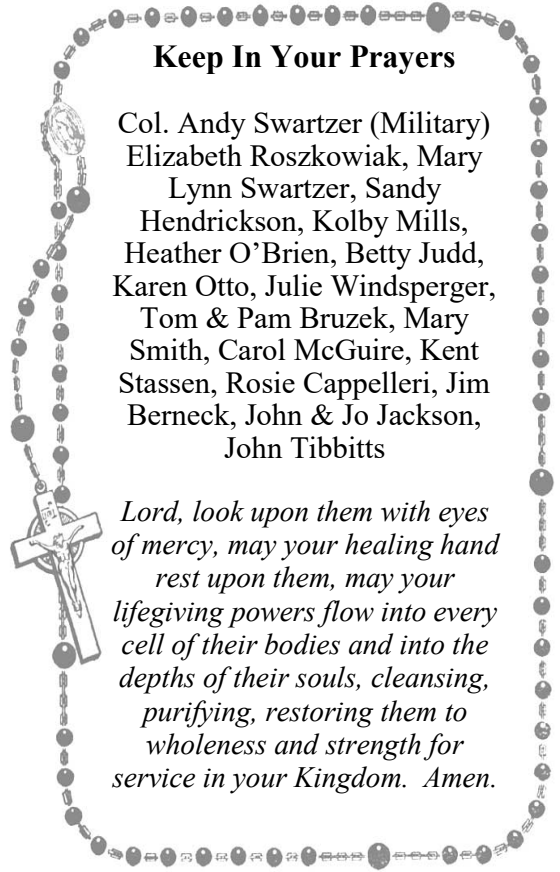 Keep In Your Prayers
Col. Andy Swartzer (Military)
Elizabeth Roszkowiak, Mary
Lynn Swartzer, Sandy
Hendrickson, Kolby Mills,
Heather O’Brien, Betty Judd,
Karen Otto, Julie Windsperger,
Tom & Pam Bruzek, Mary
Smith, Carol McGuire, Kent
Stassen, Rosie Cappelleri, Jim
Berneck, John & Jo Jackson,
John Tibbitts
Lord, look upon them with eyes
of mercy, may your healing hand
rest upon them, may your
lifegiving powers flow into every
cell of their bodies and into the
depths of their souls, cleansing,
purifying, restoring them to
wholeness and strength for
service in your Kingdom.  Amen.